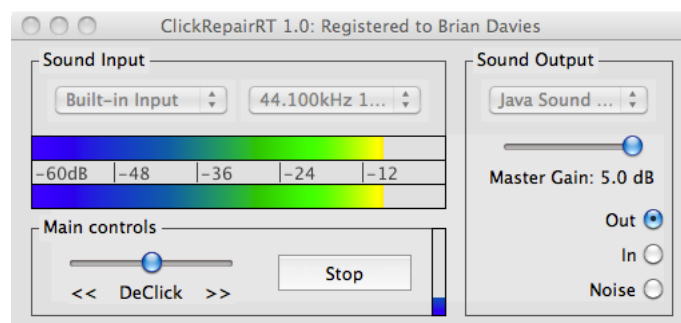 ClickRepairRT 1.0: Registered to Brian Davies
Sound Input
Built-in Input
44.100kHz 1...
-60dB |-48 |-36 |-24 |-12
Main controls
<< DeClick >>
Stop
Sound Output
Java Sound ...
Master Gain: 5.0 dB
Out
In
Noise